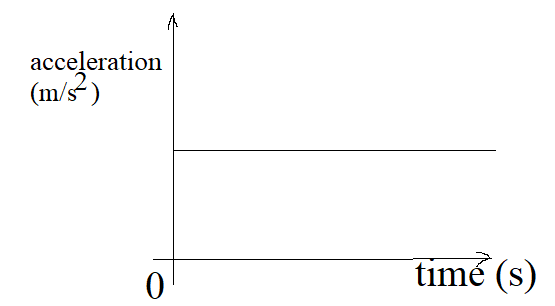 acceleration
(m/s²)
0
time (s)